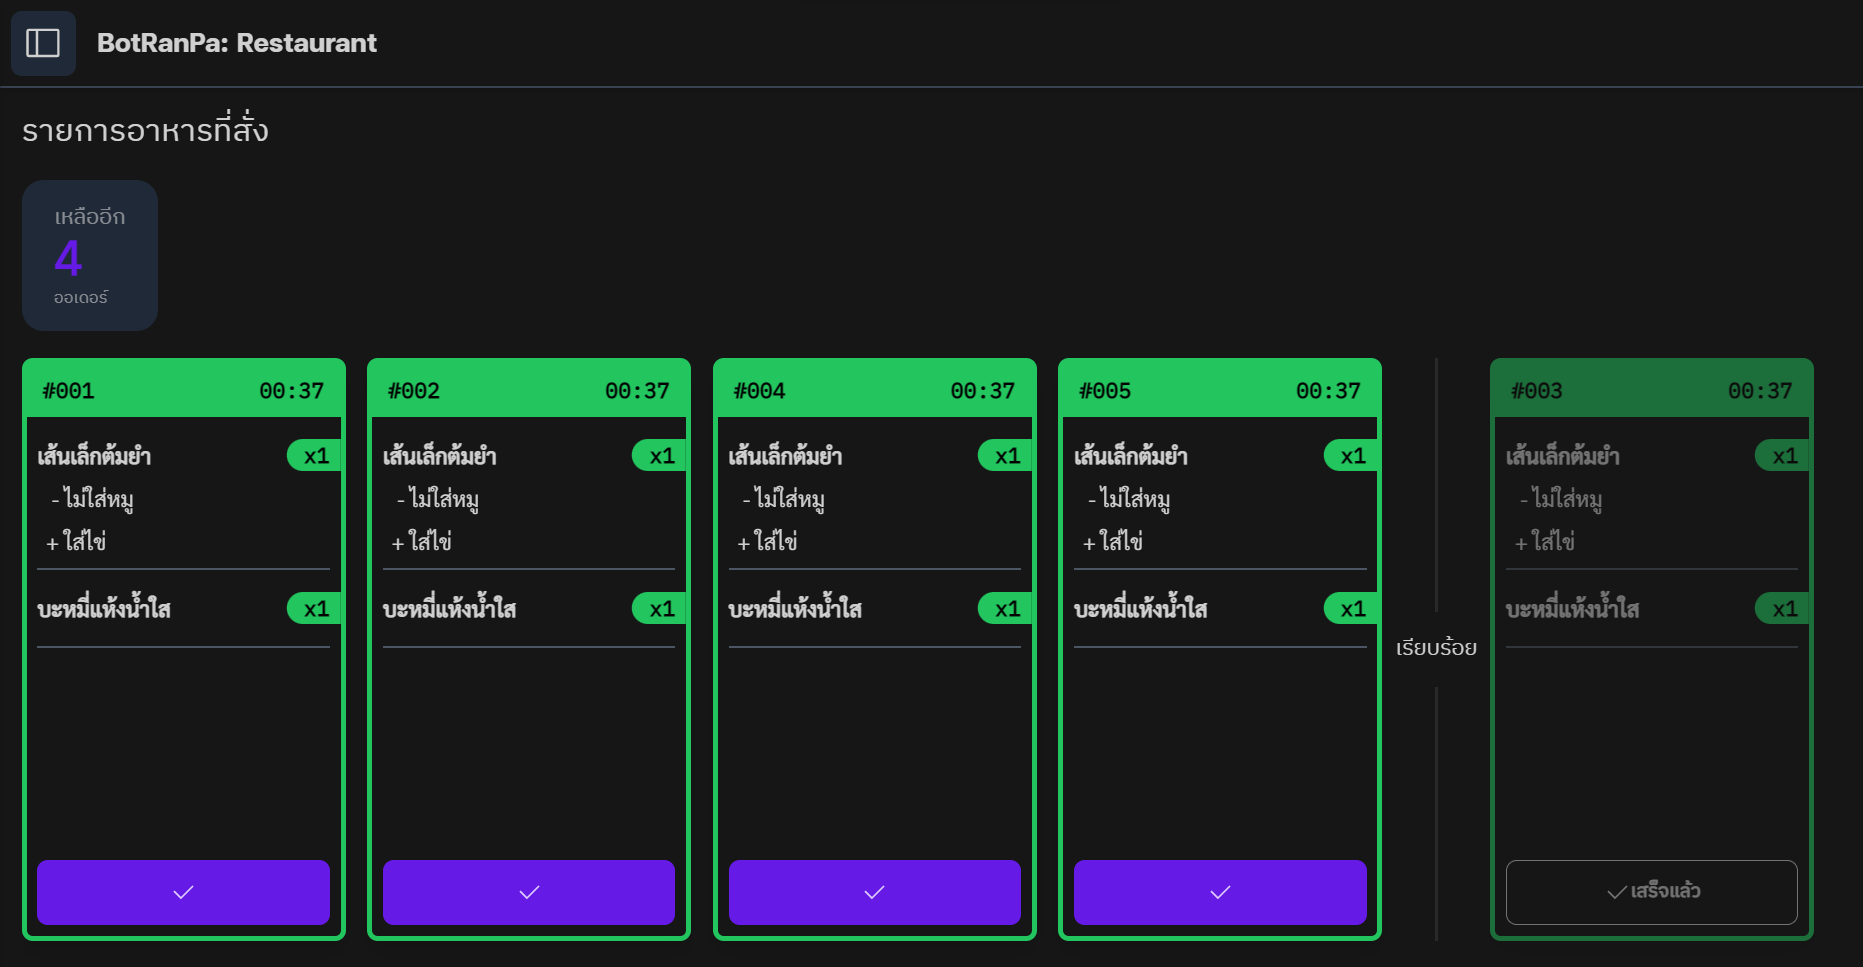 BotRanPa: Restaurant
รายการอาหารที่สั่ง
เหลืออีก
4
ออเดอร์
#001 00:37
เส้นเล็กต้มยำ x1
- ไม่ใส่หมู
+ ใส่ไข่
บะหมี่แห้งน้ำใส x1
#002 00:37
เส้นเล็กต้มยำ x1
- ไม่ใส่หมู
+ ใส่ไข่
บะหมี่แห้งน้ำใส x1
#004 00:37
เส้นเล็กต้มยำ x1
- ไม่ใส่หมู
+ ใส่ไข่
บะหมี่แห้งน้ำใส x1
#005 00:37
เส้นเล็กต้มยำ x1
- ไม่ใส่หมู
+ ใส่ไข่
บะหมี่แห้งน้ำใส x1
เรียบร้อย
#003 00:37
เส้นเล็กต้มยำ x1
- ไม่ใส่หมู
+ ใส่ไข่
บะหมี่แห้งน้ำใส x1
เสร็จแล้ว